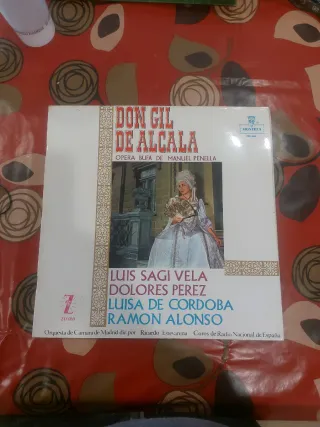 DON GIL
DE ALCALA
OPERA BUFA DE MANUEL PENELLA
LUIS SAGI VELA
DOLORES PEREZ
LUISA DE CORDOBA
RAMON ALONSO
Z
Orquesta de Cámara de Madrid dir. por Ricardo Estevarena Coros de Radio Nacional de España